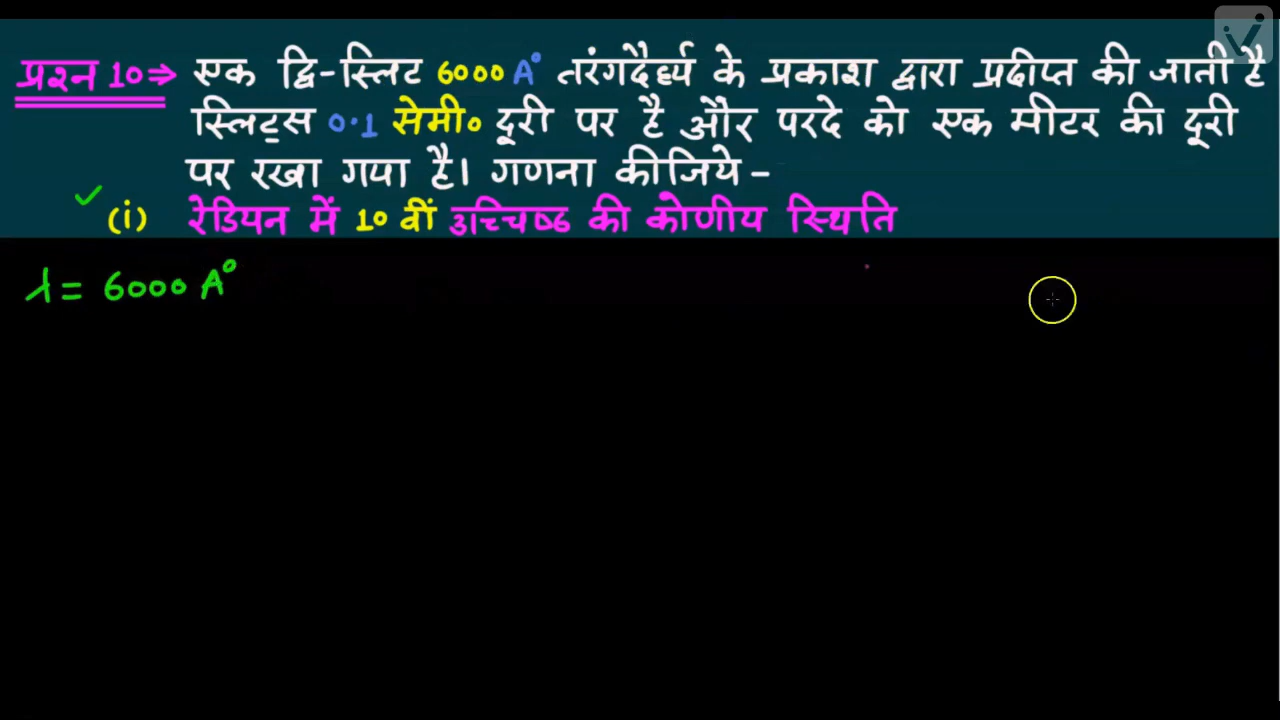 प्रश्न 10⇒ एक द्वि-स्लिट 6000 A° तरंगदैर्ध्य के प्रकाश द्वारा प्रदीप्त की जाती है
स्लिट्स 0.1 सेमी० दूरी पर है और परदे को एक मीटर की दूरी
पर रखा गया है। गणना कीजिये -
✓ (i) रेडियन में 10 वीं उच्चिष्ठ की कोणीय स्थिति
λ = 6000 A°